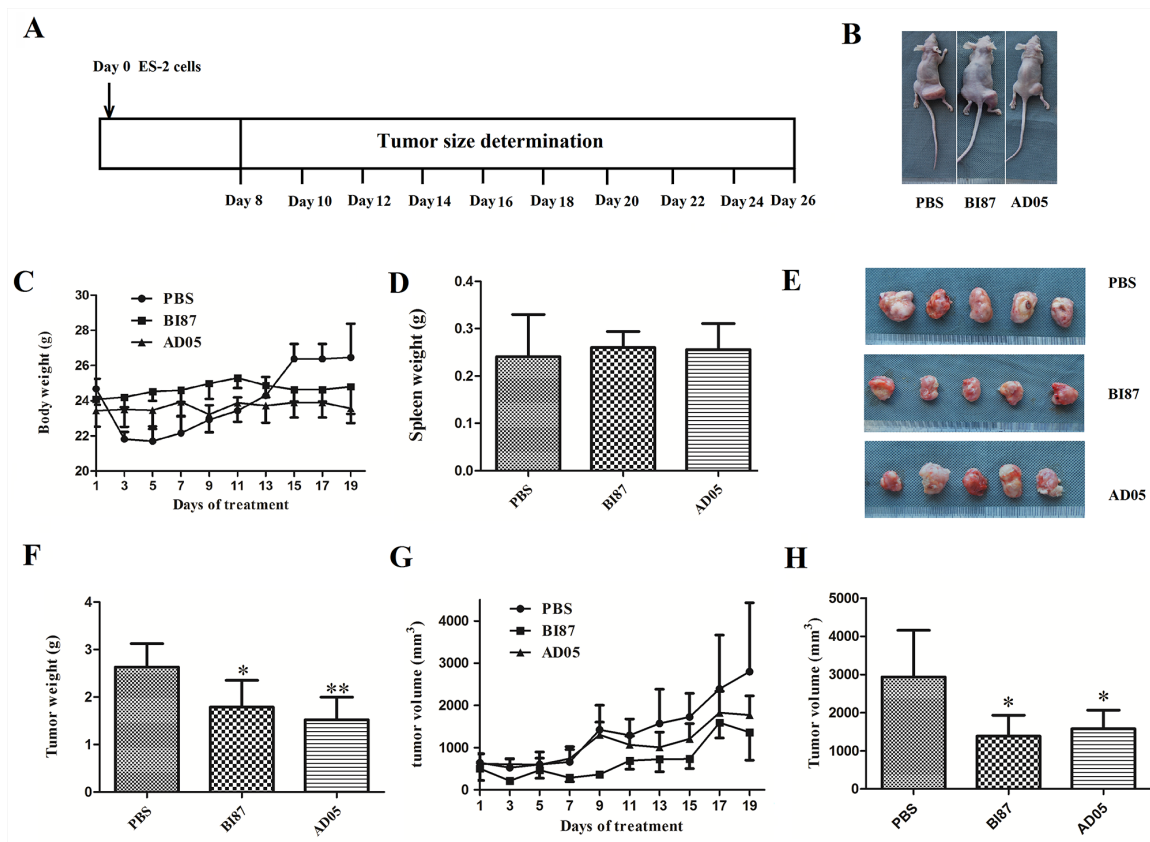 A
Day 0 ES-2 cells
Tumor size determination
Day 8 Day 10 Day 12 Day 14 Day 16 Day 18 Day 20 Day 22 Day 24 Day 26
B
PBS BI87 AD05
C
Body weight (g)
30
28
26
24
22
20
PBS
BI87
AD05
1 3 5 7 9 11 13 15 17 19
Days of treatment
D
Spleen weight (g)
0.4
0.3
0.2
0.1
0.0
PBS BI87 AD05
E
PBS
BI87
AD05
F
Tumor weight (g)
4
3
2
1
0
* **
PBS BI87 AD05
G
tumor volume (mm³)
4000
3000
2000
1000
0
PBS
BI87
AD05
1 3 5 7 9 11 13 15 17 19
Days of treatment
H
Tumor volume (mm³)
5000
4000
3000
2000
1000
0
* *
PBS BI87 AD05